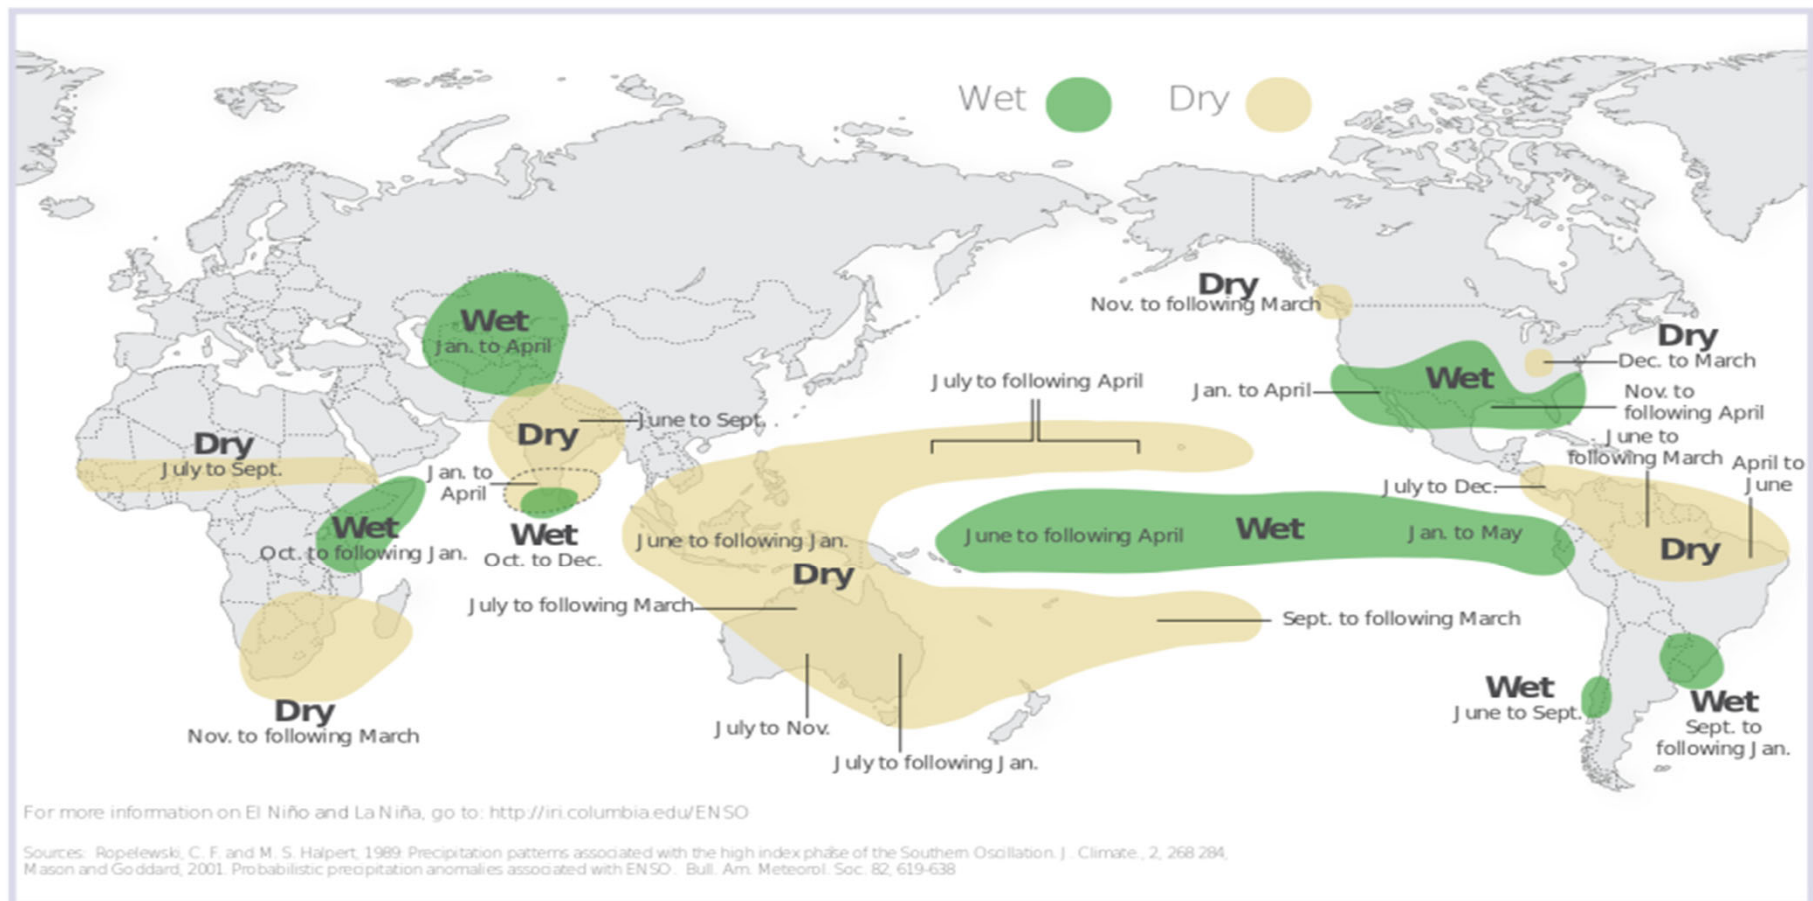 Wet
Dry
Dry
Nov. to following March
Wet
Jan. to April
Dry
Dec. to March
July to following April
Jan. to April
Wet
Nov. to
following April
June to Sept.
Dry
Dry
July to Sept.
Jan. to
April
June to
following March
April to
June
July to Dec.
Wet
Oct. to following Jan.
Wet
Oct. to Dec.
June to following Jan.
Dry
June to following April
Wet
Jan. to May
Dry
July to following March
Sept. to following March
Dry
Nov. to following March
July to Nov.
July to following Jan.
Wet
June to Sept.
Wet
Sept. to
following Jan.
For more information on El Niño and La Niña, go to: http://iri.columbia.edu/ENSO
Sources: Ropelewski, C. F. and M. S. Halpert, 1989: Precipitation patterns associated with the high index phase of the Southern Oscillation. J. Climate., 2, 268 284,
Mason and Goddard, 2001. Probabilistic precipitation anomalies associated with ENSO. Bull. Am. Meteorol. Soc. 82, 619-638